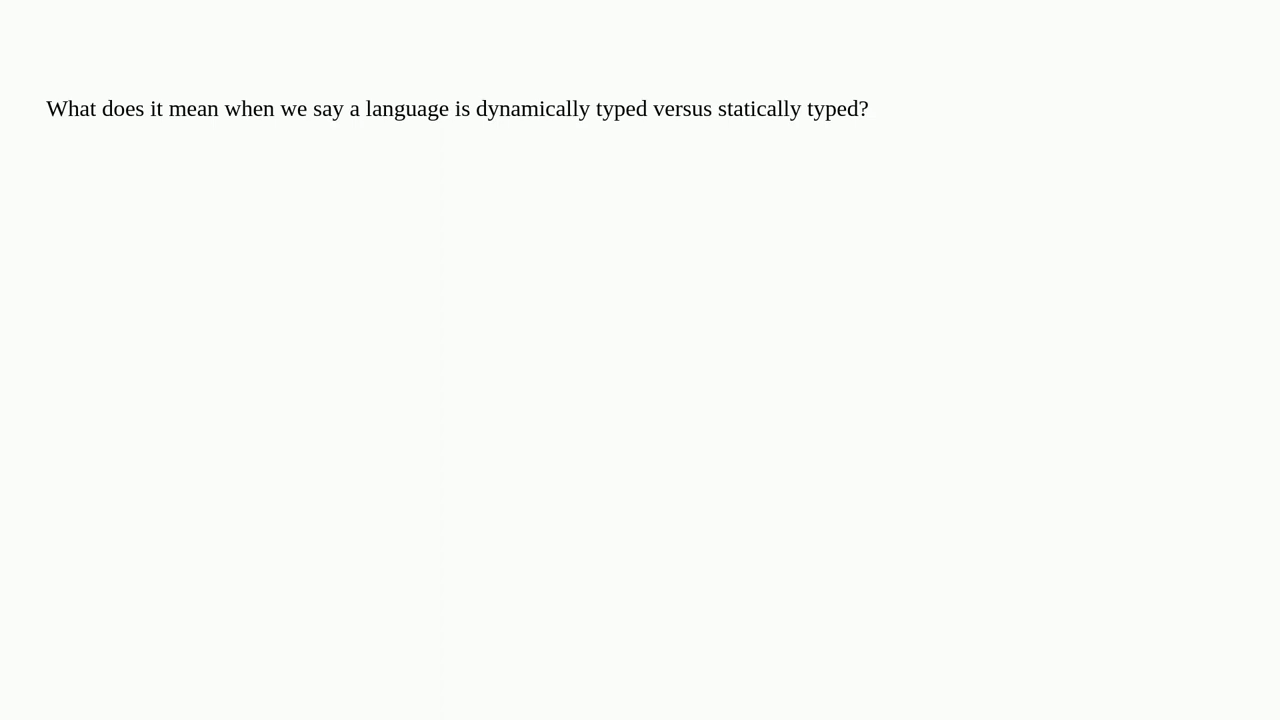 What does it mean when we say a language is dynamically typed versus statically typed?